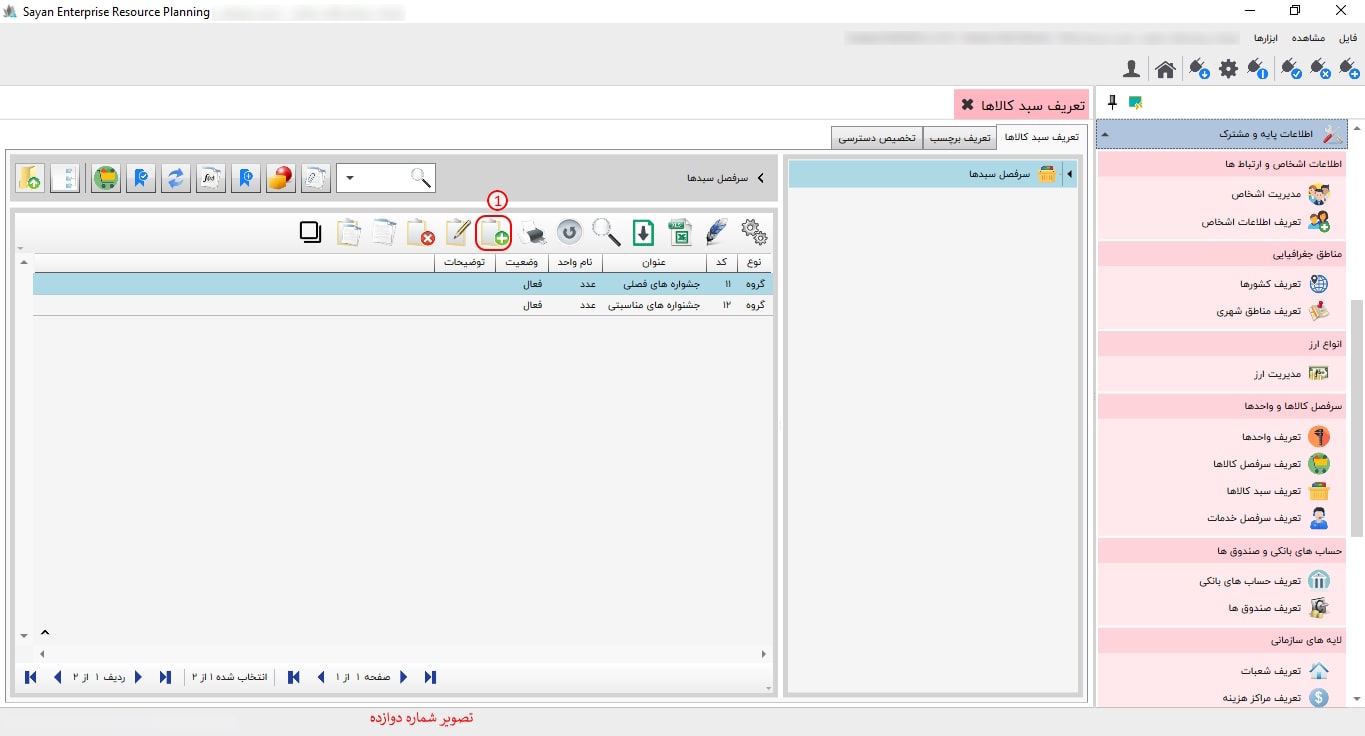 Sayan Enterprise Resource Planning
فایل مشاهده ابزارها
تعریف سبد کالاها
تعریف سبد کالاها تعریف برچسب تخصیص دسترسی
سرفصل سبدها
سرفصل سبدها
1
نوع کد عنوان نام واحد وضعیت توضیحات
گروه ۱۱ جشواره های فصلی عدد فعال
گروه ۱۲ جشنواره های مناسبتی عدد فعال
صفحه ۱ از ۱ انتخاب شده ۱ از ۲ ردیف ۱ از ۲
اطلاعات پایه و مشترک
اطلاعات اشخاص و ارتباط ها
مدیریت اشخاص
تعریف اطلاعات اشخاص
مناطق جغرافیایی
تعریف کشورها
تعریف مناطق شهری
انواع ارز
مدیریت ارز
سرفصل کالاها و واحدها
تعریف واحدها
تعریف سرفصل کالاها
تعریف سبد کالاها
تعریف سرفصل خدمات
حساب های بانکی و صندوق ها
تعریف حساب های بانکی
تعریف صندوق ها
لایه های سازمانی
تعریف شعبات
تعریف مراکز هزینه
تصویر شماره دوازده